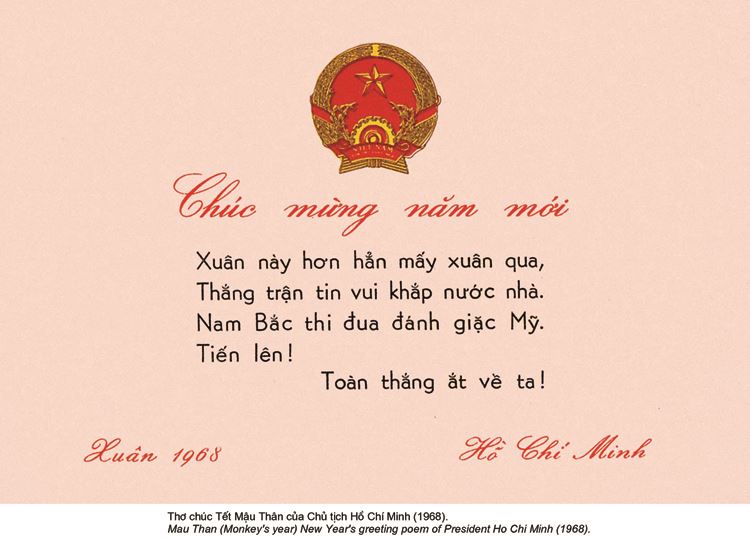 VIỆT NAM
Chúc mừng năm mới
Xuân này hơn hẳn mấy xuân qua,
Thắng trận tin vui khắp nước nhà.
Nam Bắc thi đua đánh giặc Mỹ.
Tiến lên!
Toàn thắng ắt về ta!
Xuân 1968
Hồ Chí Minh
Thơ chúc Tết Mậu Thân của Chủ tịch Hồ Chí Minh (1968).
Mau Than (Monkey's year) New Year's greeting poem of President Ho Chi Minh (1968).